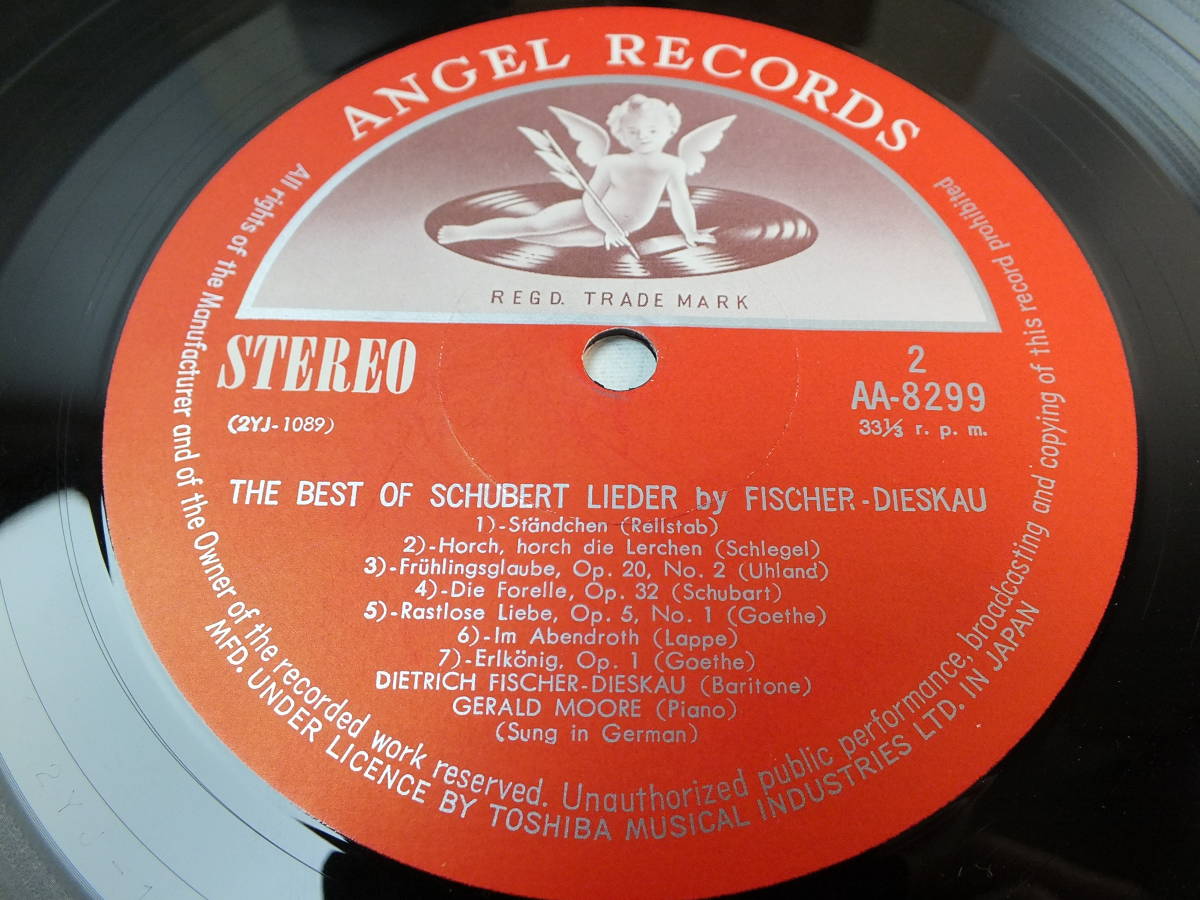 ANGEL RECORDS
REGD. TRADE MARK
STEREO
(2YJ-1089)
2
AA-8299
33⅓ r. p. m.
THE BEST OF SCHUBERT LIEDER by FISCHER-DIESKAU
1)-Ständchen (Rellstab)
2)-Horch, horch die Lerchen (Schlegel)
3)-Frühlingsglaube, Op. 20, No. 2 (Uhland)
4)-Die Forelle, Op. 32 (Schubart)
5)-Rastlose Liebe, Op. 5, No. 1 (Goethe)
6)-Im Abendroth (Lappe)
7)-Erlkönig, Op. 1 (Goethe)
DIETRICH FISCHER-DIESKAU (Baritone)
GERALD MOORE (Piano)
(Sung in German)
All rights of the Manufacturer and of the Owner of the recorded work reserved. Unauthorized public performance, broadcasting and copying of this record prohibited
MFD. UNDER LICENCE BY TOSHIBA MUSICAL INDUSTRIES LTD. IN JAPAN